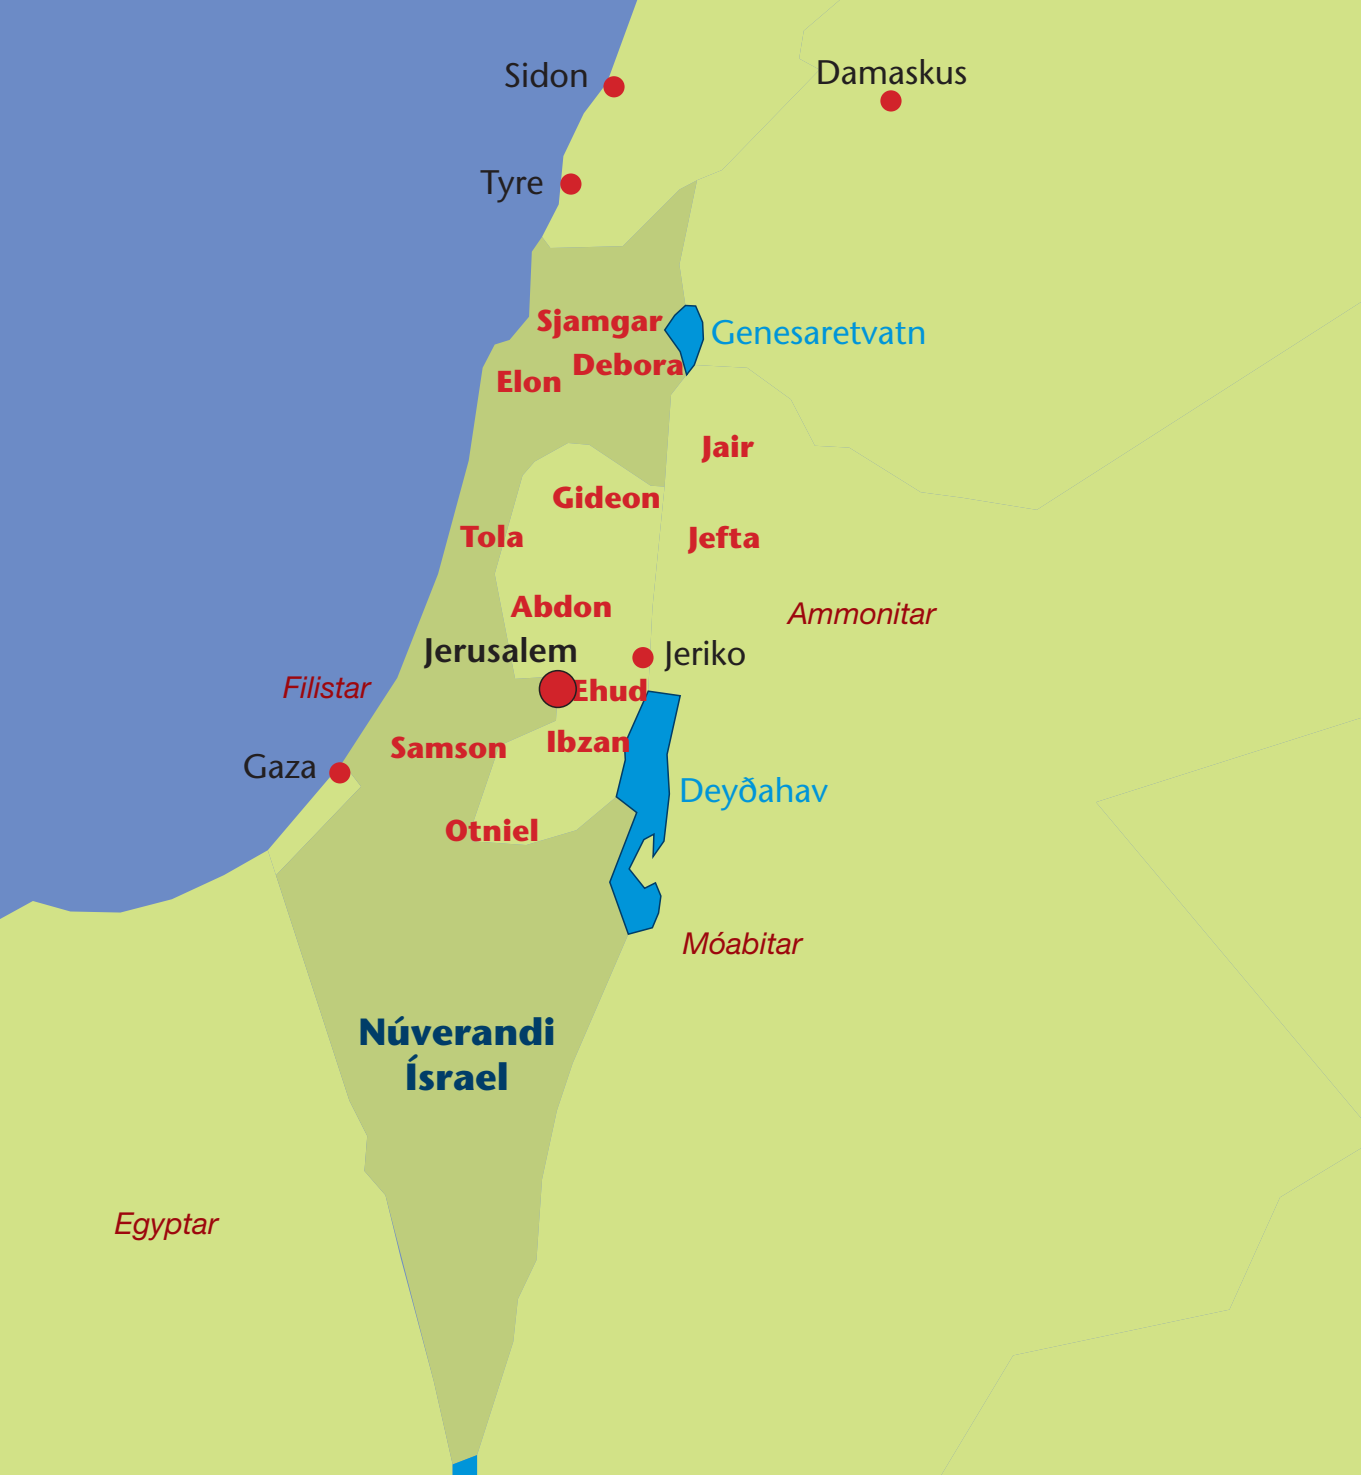 Sidon
Damaskus
Tyre
Sjamgar
Genesaretvatn
Debora
Elon
Jair
Gideon
Tola
Jefta
Abdon
Ammonitar
Jerusalem
Jeriko
Filistar
Ehud
Ibzan
Samson
Gaza
Deyðahav
Otniel
Móabitar
Núverandi
Ísrael
Egyptar